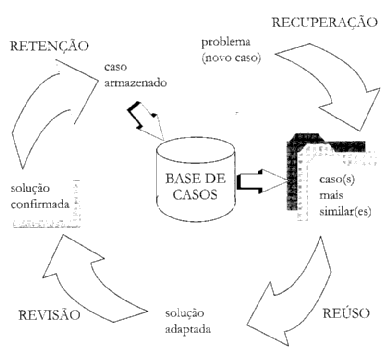 RECUPERAÇÃO
problema
(novo caso)
RETENÇÃO
caso
armazenado
BASE DE
CASOS
caso(s)
mais
similar(es)
solução
confirmada
REVISÃO
solução
adaptada
REÚSO